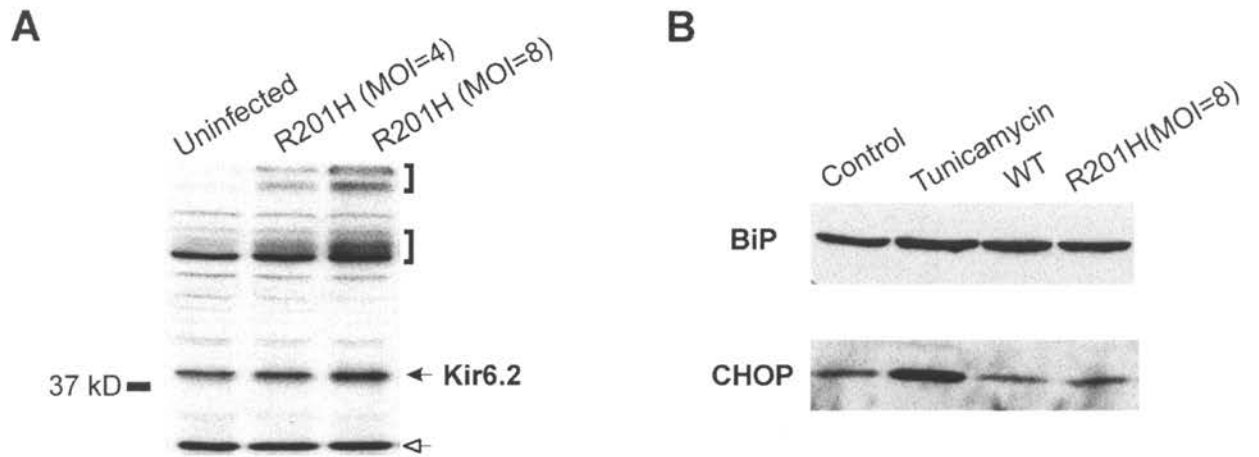 A
Uninfected
R201H (MOI=4)
R201H (MOI=8)
37 kD
Kir6.2
B
Control
Tunicamycin
WT
R201H(MOI=8)
BiP
CHOP